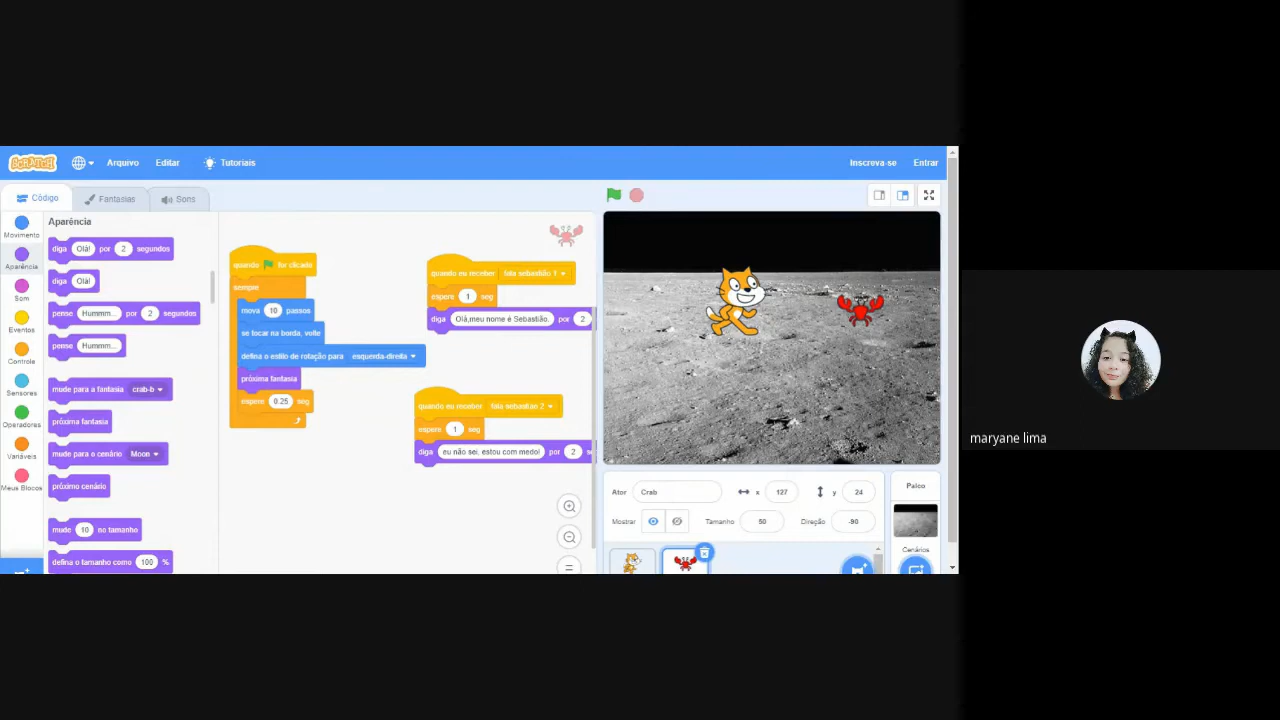 SCRATCH
Arquivo
Editar
Tutoriais
Inscreva-se
Entrar
Código
Fantasias
Sons
Movimento
Aparência
Som
Eventos
Controle
Sensores
Operadores
Variáveis
Meus Blocos
Aparência
diga Olá! por 2 segundos
diga Olá!
pense Hummm... por 2 segundos
pense Hummm...
mude para a fantasia crab-b
próxima fantasia
mude para o cenário Moon
próximo cenário
mude 10 no tamanho
defina o tamanho como 100 %
quando for clicado
sempre
mova 10 passos
se tocar na borda, volte
defina o estilo de rotação para esquerda-direita
próxima fantasia
espere 0.25 seg
quando eu receber fala sebastião 1
espere 1 seg
diga Olá,meu nome é Sebastião. por 2
quando eu receber fala sebastião 2
espere 1 seg
diga eu não sei, estou com medo! por 2 s
Ator Crab x 127 y 24
Mostrar Tamanho 50 Direção -90
Palco
Cenários
maryane lima